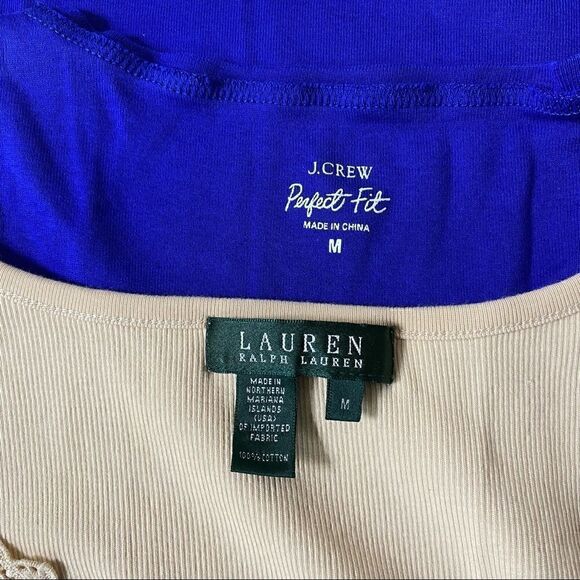 J.CREW
Perfect Fit
MADE IN CHINA
M
LAUREN
RALPH LAUREN
MADE IN
NORTHERN
MARIANA
ISLANDS
(USA)
OF IMPORTED
FABRIC
100% COTTON
M